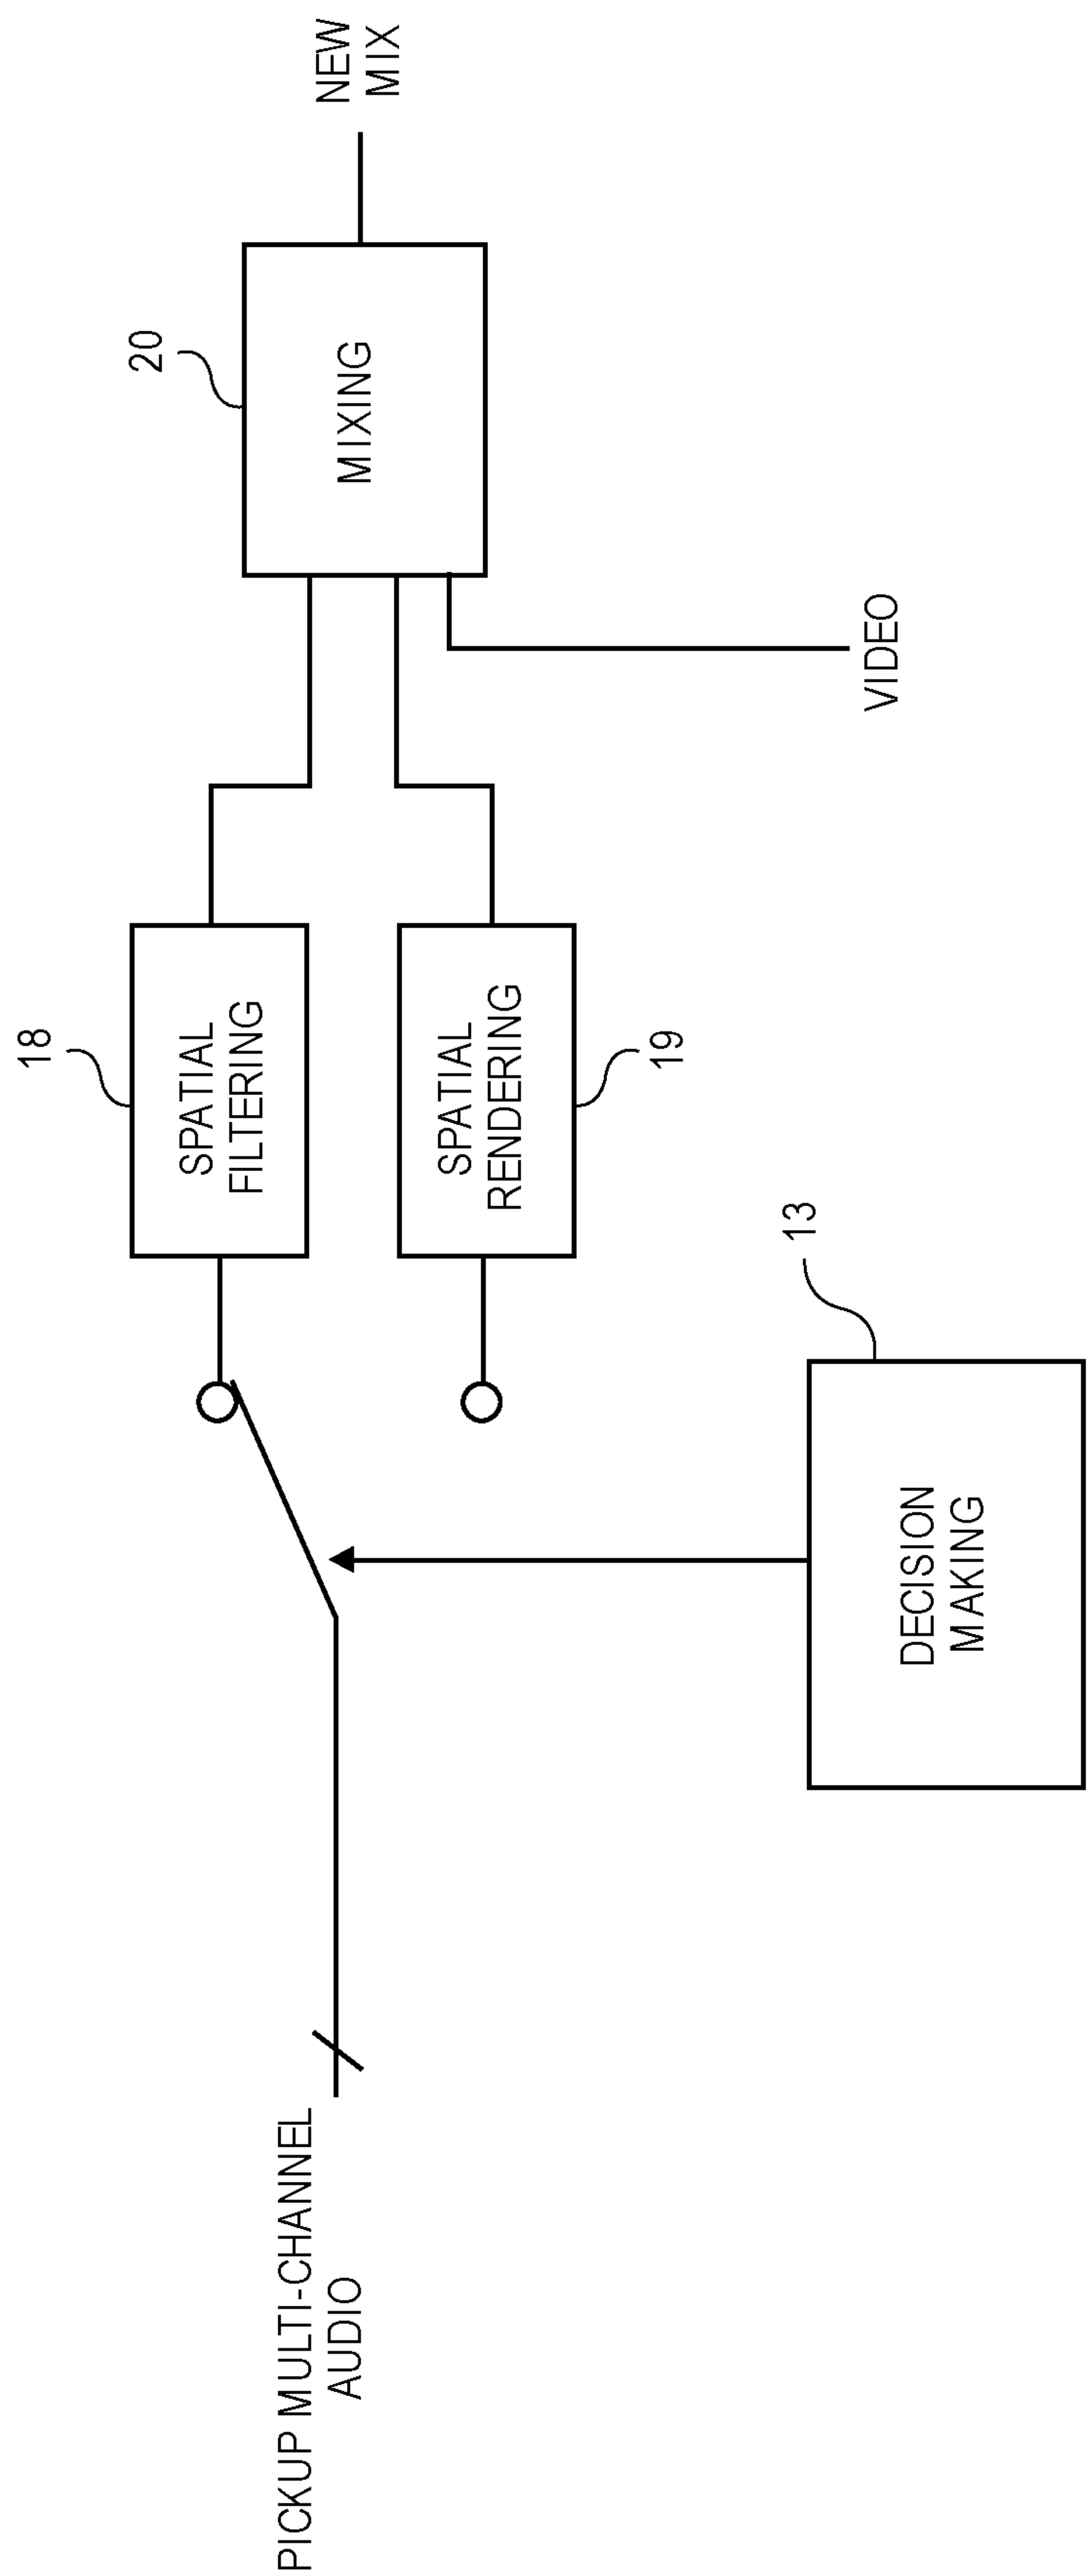 PICKUP MULTI-CHANNEL
AUDIO
18
SPATIAL
FILTERING
SPATIAL
RENDERING
19
13
DECISION
MAKING
20
MIXING
VIDEO
NEW
MIX